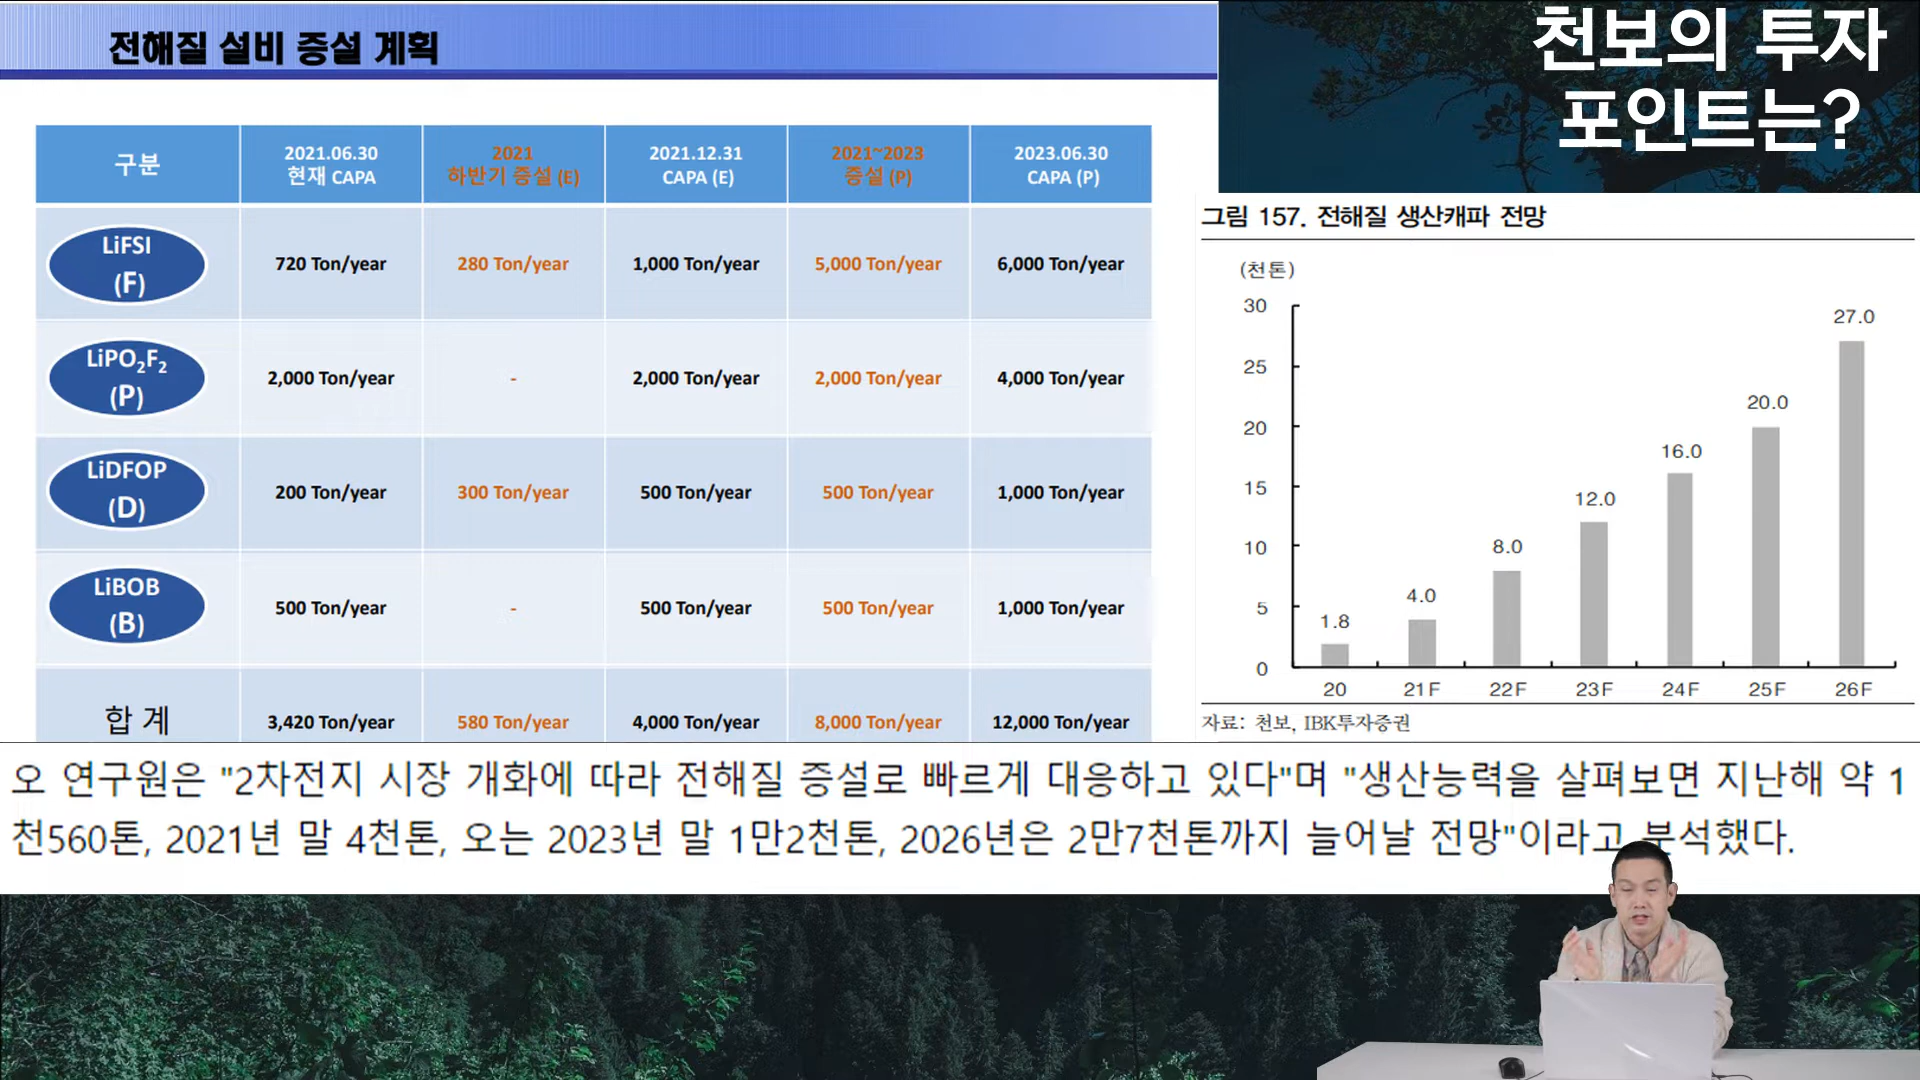 전해질 설비 증설 계획
천보의 투자
포인트는?
구분
2021.06.30
현재 CAPA
2021
하반기 증설 (E)
2021.12.31
CAPA (E)
2021~2023
증설 (P)
2023.06.30
CAPA (P)
LiFSI
(F)
720 Ton/year
280 Ton/year
1,000 Ton/year
5,000 Ton/year
6,000 Ton/year
LiPO₂F₂
(P)
2,000 Ton/year
-
2,000 Ton/year
2,000 Ton/year
4,000 Ton/year
LiDFOP
(D)
200 Ton/year
300 Ton/year
500 Ton/year
500 Ton/year
1,000 Ton/year
LiBOB
(B)
500 Ton/year
-
500 Ton/year
500 Ton/year
1,000 Ton/year
합 계
3,420 Ton/year
580 Ton/year
4,000 Ton/year
8,000 Ton/year
12,000 Ton/year
그림 157. 전해질 생산캐파 전망
(천톤)
30
25
20
15
10
5
0
1.8
4.0
8.0
12.0
16.0
20.0
27.0
20
21F
22F
23F
24F
25F
26F
자료: 천보, IBK투자증권
오 연구원은 "2차전지 시장 개화에 따라 전해질 증설로 빠르게 대응하고 있다"며 "생산능력을 살펴보면 지난해 약 1
천560톤, 2021년 말 4천톤, 오는 2023년 말 1만2천톤, 2026년은 2만7천톤까지 늘어날 전망"이라고 분석했다.